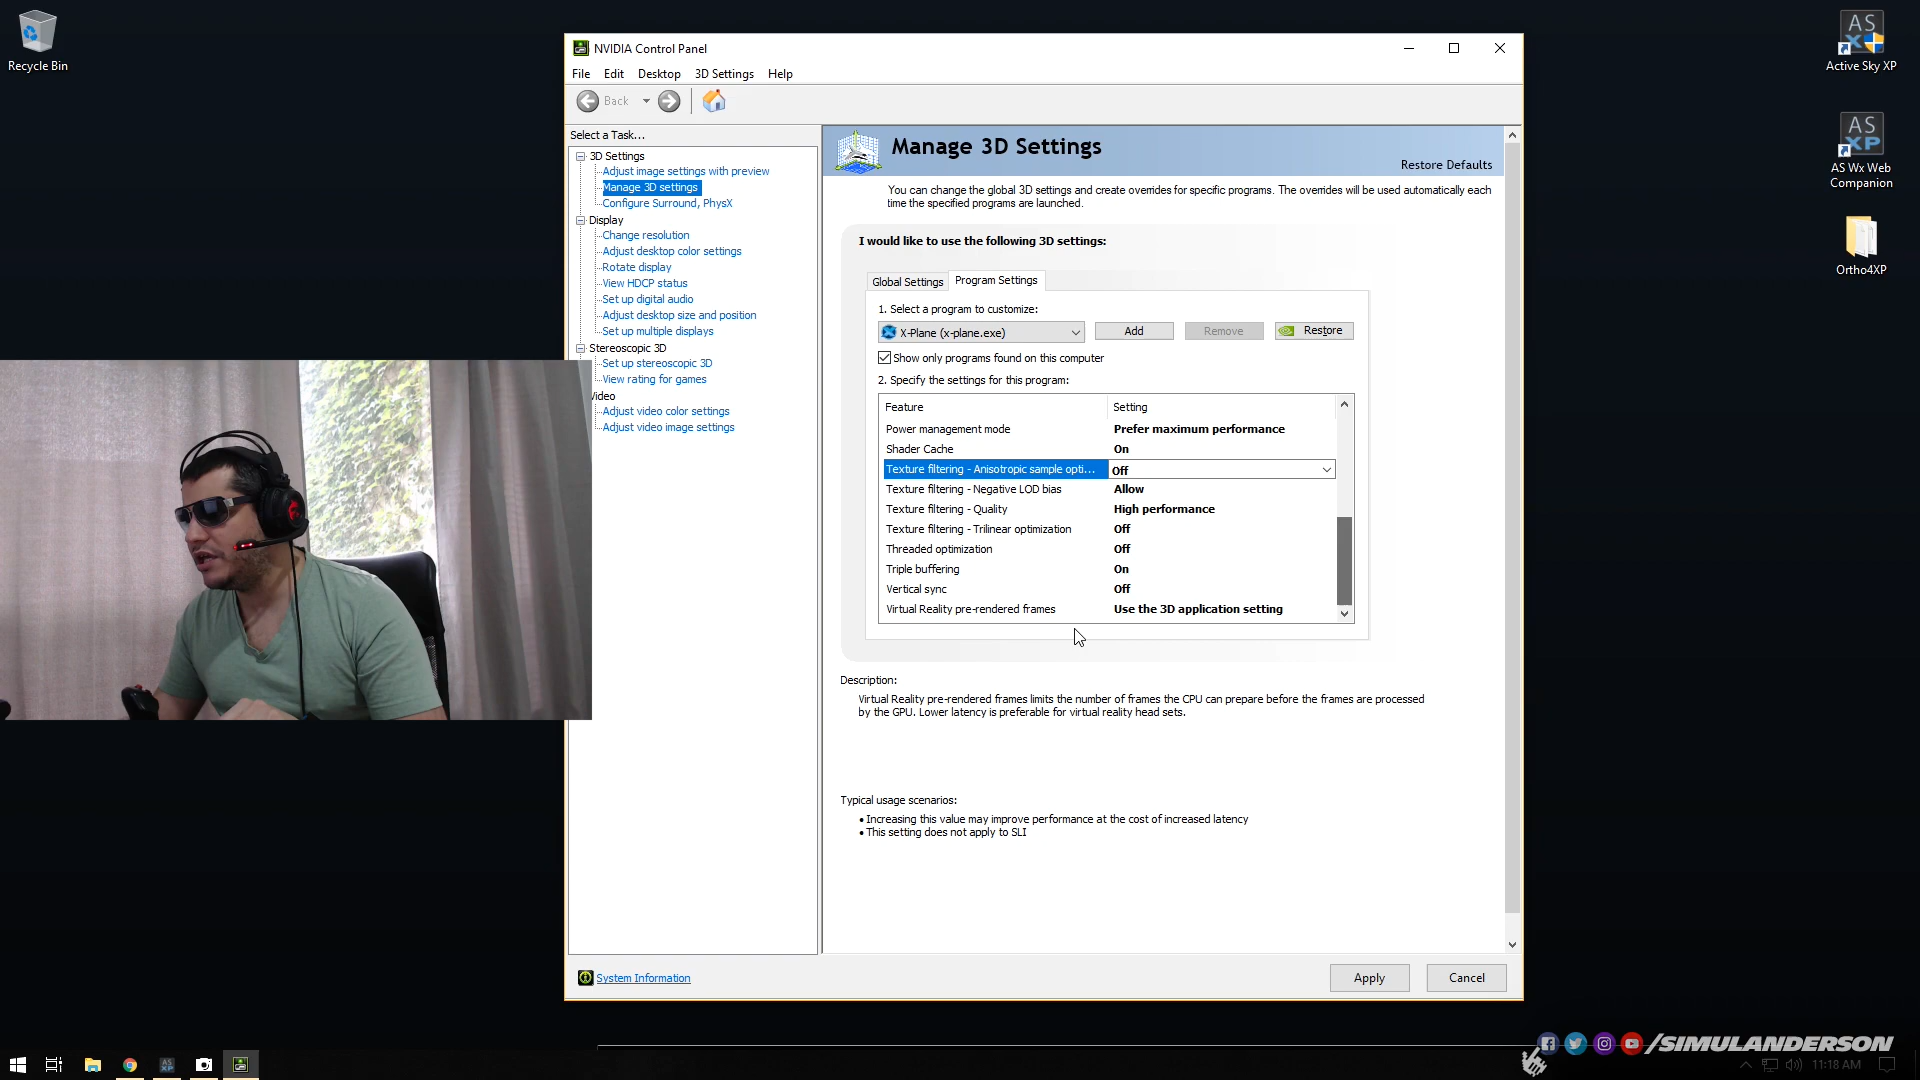 Recycle Bin
NVIDIA Control Panel
File Edit Desktop 3D Settings Help
Back
Select a Task...
3D Settings
Adjust image settings with preview
Manage 3D settings
Configure Surround, PhysX
Display
Change resolution
Adjust desktop color settings
Rotate display
View HDCP status
Set up digital audio
Adjust desktop size and position
Set up multiple displays
Stereoscopic 3D
Set up stereoscopic 3D
View rating for games
Video
Adjust video color settings
Adjust video image settings
System Information
Manage 3D Settings
Restore Defaults
You can change the global 3D settings and create overrides for specific programs. The overrides will be used automatically each
time the specified programs are launched.
I would like to use the following 3D settings:
Global Settings Program Settings
1. Select a program to customize:
X-Plane (x-plane.exe) Add Remove Restore
Show only programs found on this computer
2. Specify the settings for this program:
Feature Setting
Power management mode Prefer maximum performance
Shader Cache On
Texture filtering - Anisotropic sample opti... Off
Texture filtering - Negative LOD bias Allow
Texture filtering - Quality High performance
Texture filtering - Trilinear optimization Off
Threaded optimization Off
Triple buffering On
Vertical sync Off
Virtual Reality pre-rendered frames Use the 3D application setting
Description:
Virtual Reality pre-rendered frames limits the number of frames the CPU can prepare before the frames are processed
by the GPU. Lower latency is preferable for virtual reality head sets.
Typical usage scenarios:
• Increasing this value may improve performance at the cost of increased latency
• This setting does not apply to SLI
Apply Cancel
AS
XP
Active Sky XP
AS
XP
AS Wx Web
Companion
Ortho4XP
AS
XP
/SIMULANDERSON
11:18 AM